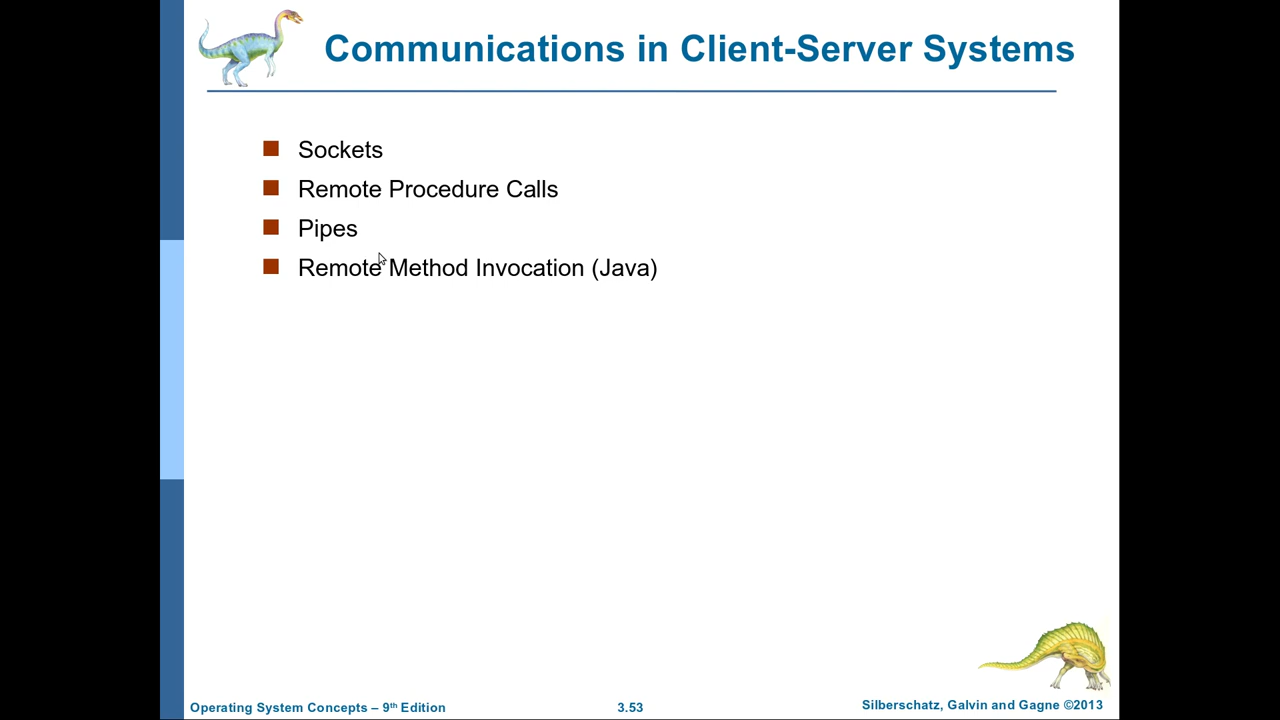 Communications in Client-Server Systems
Sockets
Remote Procedure Calls
Pipes
Remote Method Invocation (Java)
Operating System Concepts – 9th Edition
3.53
Silberschatz, Galvin and Gagne ©2013